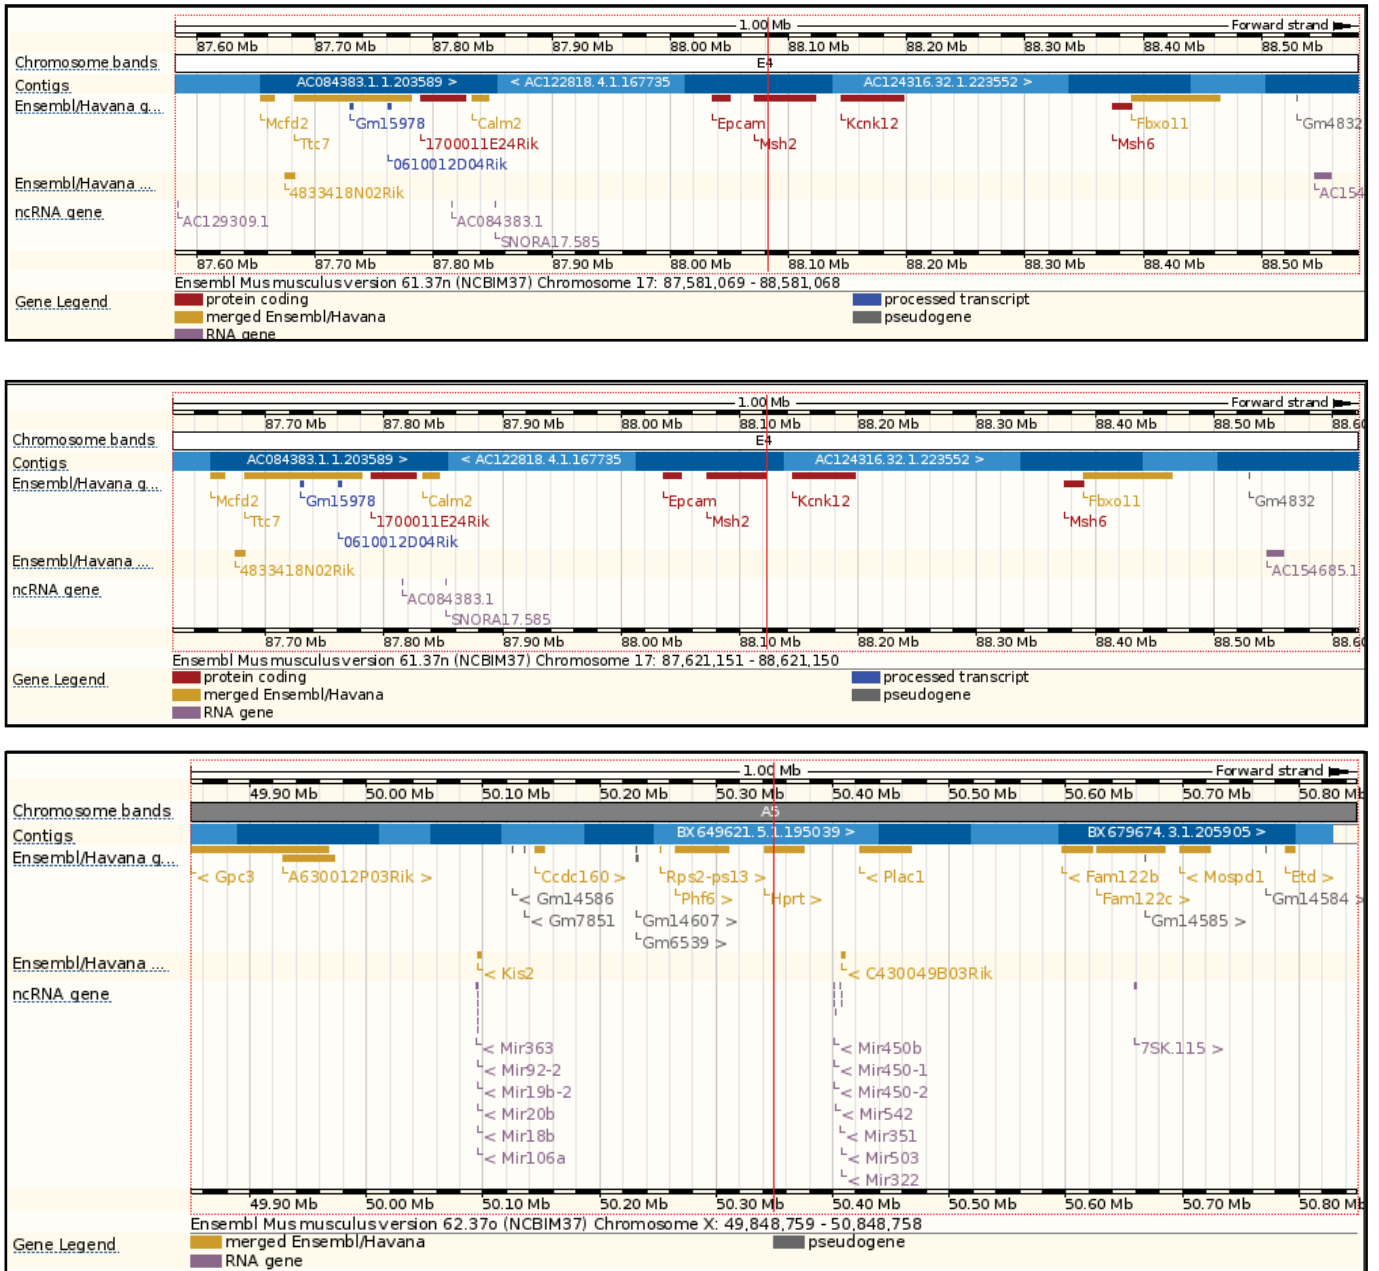 1.00 Mb Forward strand
87.60 Mb 87.70 Mb 87.80 Mb 87.90 Mb 88.00 Mb 88.10 Mb 88.20 Mb 88.30 Mb 88.40 Mb 88.50 Mb
Chromosome bands E4
Contigs AC084383.1.1.203589 > < AC122818.4.1.167735 AC124316.32.1.223552 >
Ensembl/Havana g...
Mcfd2 Gm15978 Calm2 Epcam Kcnk12 Fbxo11 Gm4832
Ttc7 1700011E24Rik Msh2 Msh6
0610012D04Rik
Ensembl/Havana ...
4833418N02Rik AC154
ncRNA gene
AC129309.1 AC084383.1
SNORA17.585
87.60 Mb 87.70 Mb 87.80 Mb 87.90 Mb 88.00 Mb 88.10 Mb 88.20 Mb 88.30 Mb 88.40 Mb 88.50 Mb
Ensembl Mus musculus version 61.37n (NCBIM37) Chromosome 17: 87,581,069 - 88,581,068
Gene Legend protein coding processed transcript
merged Ensembl/Havana pseudogene
RNA gene
1.00 Mb Forward strand
87.70 Mb 87.80 Mb 87.90 Mb 88.00 Mb 88.10 Mb 88.20 Mb 88.30 Mb 88.40 Mb 88.50 Mb 88.60
Chromosome bands E4
Contigs AC084383.1.1.203589 > < AC122818.4.1.167735 AC124316.32.1.223552 >
Ensembl/Havana g...
Mcfd2 Gm15978 Calm2 Epcam Kcnk12 Fbxo11 Gm4832
Ttc7 1700011E24Rik Msh2 Msh6
0610012D04Rik
Ensembl/Havana ...
4833418N02Rik AC154685.1
ncRNA gene
AC084383.1
SNORA17.585
87.70 Mb 87.80 Mb 87.90 Mb 88.00 Mb 88.10 Mb 88.20 Mb 88.30 Mb 88.40 Mb 88.50 Mb 88.60
Ensembl Mus musculus version 61.37n (NCBIM37) Chromosome 17: 87,621,151 - 88,621,150
Gene Legend protein coding processed transcript
merged Ensembl/Havana pseudogene
RNA gene
1.00 Mb Forward strand
49.90 Mb 50.00 Mb 50.10 Mb 50.20 Mb 50.30 Mb 50.40 Mb 50.50 Mb 50.60 Mb 50.70 Mb 50.80 Mb
Chromosome bands A5
Contigs BX649621.5.1.195039 > BX679674.3.1.205905 >
Ensembl/Havana g...
< Gpc3 A630012P03Rik > Ccdc160 > Rps2-ps13 > < Plac1 < Fam122b < Mospd1 Etd >
< Gm14586 Phf6 > Hprt > Fam122c > Gm14584 >
< Gm7851 Gm14607 > Gm14585 >
Gm6539 >
Ensembl/Havana ...
< Kis2 < C430049B03Rik
ncRNA gene
< Mir363 < Mir450b 7SK.115 >
< Mir92-2 < Mir450-1
< Mir19b-2 < Mir450-2
< Mir20b < Mir542
< Mir18b < Mir351
< Mir106a < Mir503
< Mir322
49.90 Mb 50.00 Mb 50.10 Mb 50.20 Mb 50.30 Mb 50.40 Mb 50.50 Mb 50.60 Mb 50.70 Mb 50.80 Mb
Ensembl Mus musculus version 62.37o (NCBIM37) Chromosome X: 49,848,759 - 50,848,758
Gene Legend merged Ensembl/Havana pseudogene
RNA gene